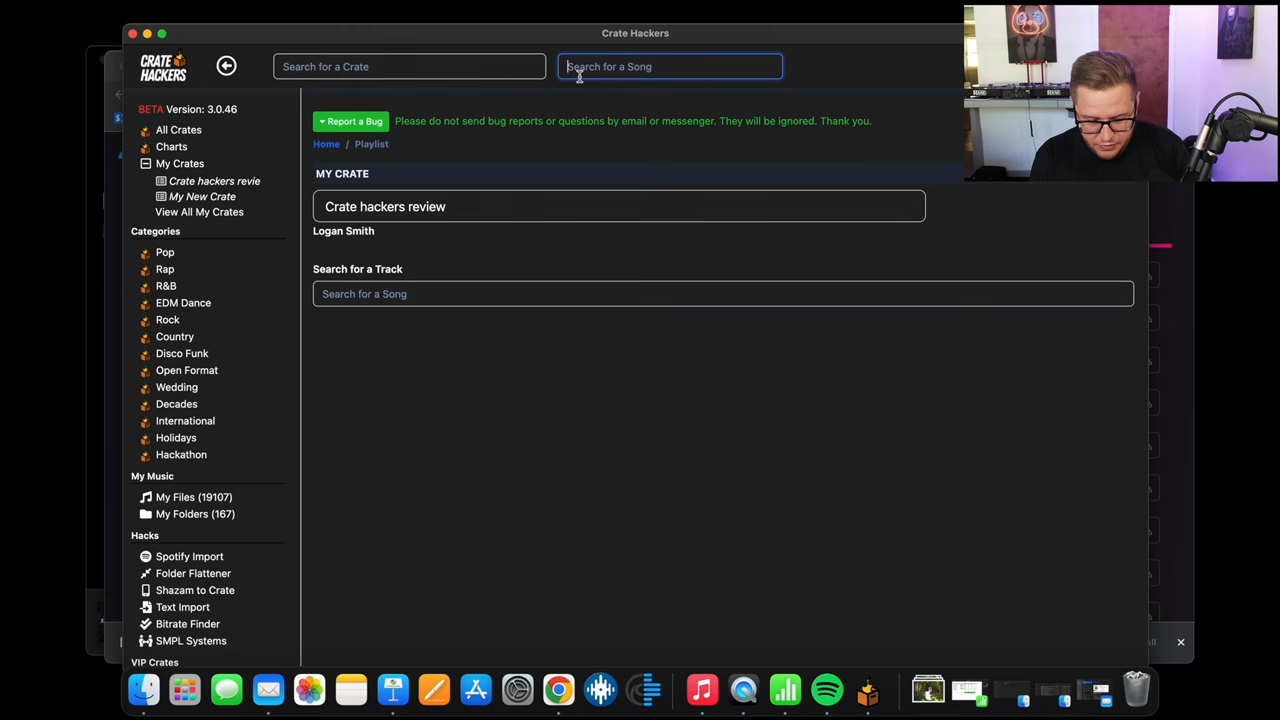 Crate Hackers
CRATE
HACKERS
Search for a Crate
Search for a Song
BETA Version: 3.0.46
All Crates
Charts
My Crates
Crate hackers revie
My New Crate
View All My Crates
Categories
Pop
Rap
R&B
EDM Dance
Rock
Country
Disco Funk
Open Format
Wedding
Decades
International
Holidays
Hackathon
My Music
My Files (19107)
My Folders (167)
Hacks
Spotify Import
Folder Flattener
Shazam to Crate
Text Import
Bitrate Finder
SMPL Systems
VIP Crates
Report a Bug
Please do not send bug reports or questions by email or messenger. They will be ignored. Thank you.
Home / Playlist
MY CRATE
Crate hackers review
Logan Smith
Search for a Track
Search for a Song